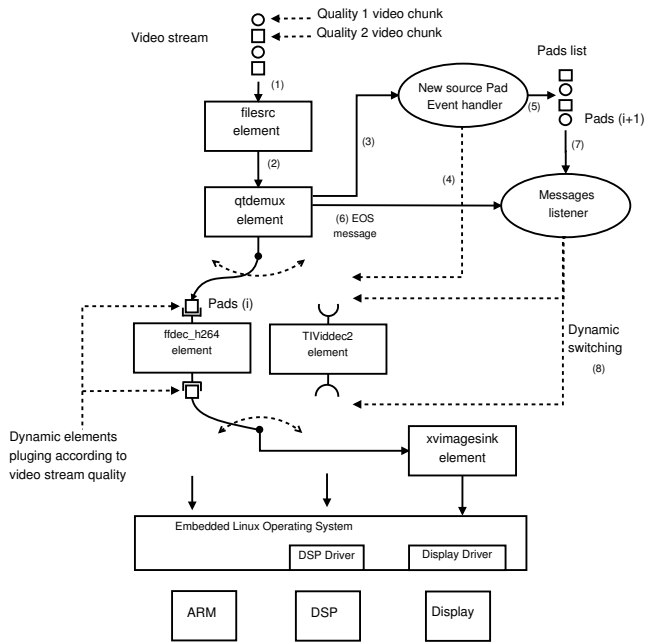 Quality 1 video chunk
Video stream
Quality 2 video chunk
Pads list
(1)
New source Pad
Event handler
(5)
filesrc
element
Pads (i+1)
(3)
(7)
(2)
(4)
qtdemux
element
Messages
listener
(6) EOS
message
Pads (i)
ffdec_h264
element
TIViddec2
element
Dynamic
switching
(8)
Dynamic elements
pluging according to
video stream quality
xvimagesink
element
Embedded Linux Operating System
DSP Driver
Display Driver
ARM
DSP
Display